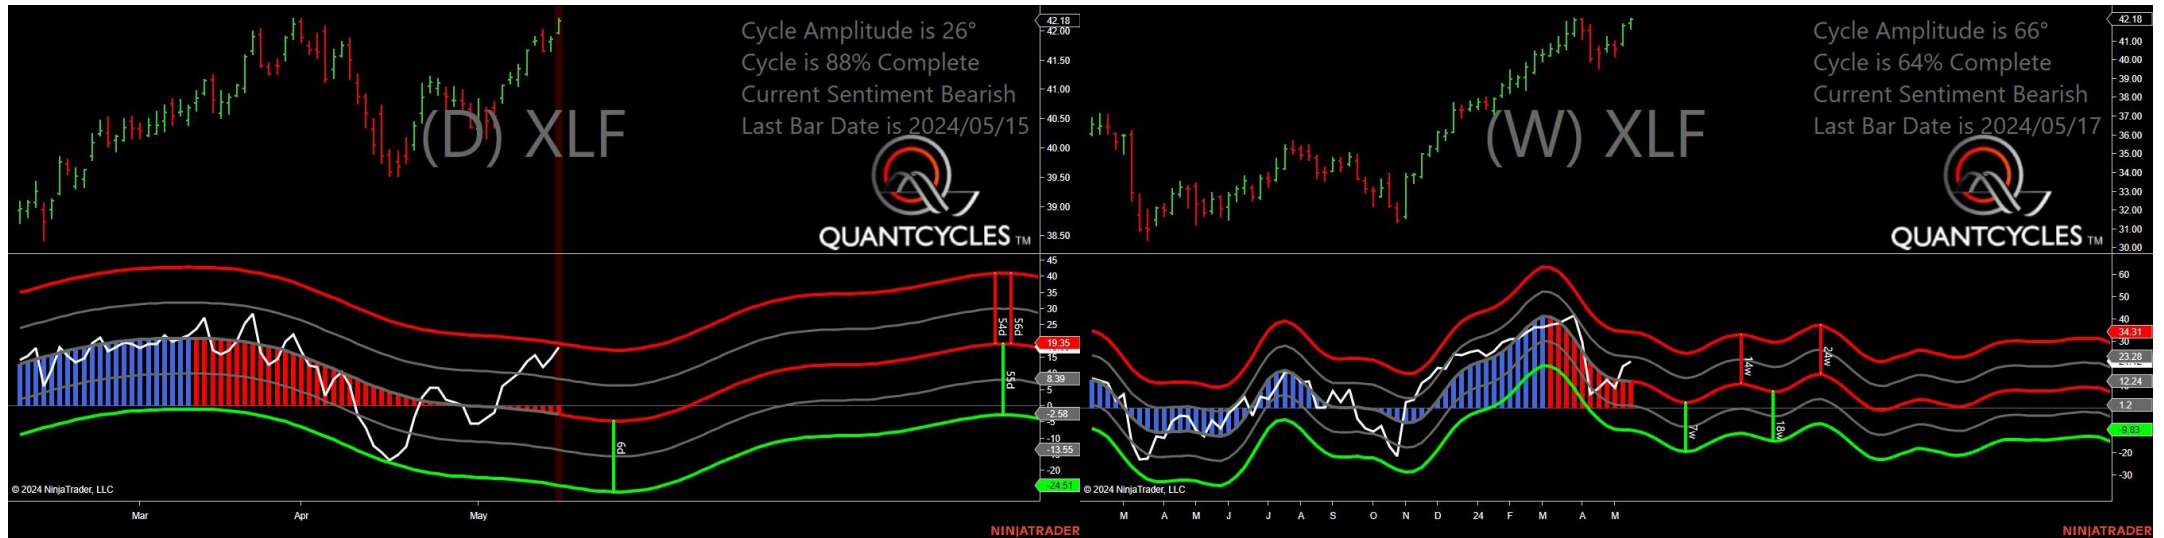 Cycle Amplitude is 26°
Cycle is 88% Complete
Current Sentiment Bearish
Last Bar Date is 2024/05/15
(D) XLF
QUANTCYCLES TM
42.18
42.00
41.50
41.00
40.50
40.00
39.50
39.00
38.50
45
40
35
30
25
19.35
15
8.39
5
0
-2.58
-5
-10
-13.55
-20
-24.51
54d
56d
55d
6d
© 2024 NinjaTrader, LLC
Mar
Apr
May
NINJATRADER
Cycle Amplitude is 66°
Cycle is 64% Complete
Current Sentiment Bearish
Last Bar Date is 2024/05/17
(W) XLF
QUANTCYCLES TM
42.18
41.00
40.00
39.00
38.00
37.00
36.00
35.00
34.00
33.00
32.00
31.00
30.00
60
50
40
34.31
30
23.28
12.24
1.2
-9.83
-20
-30
14w
24w
7w
18w
© 2024 NinjaTrader, LLC
M
A
M
J
J
A
S
O
N
D
24
F
M
A
M
NINJATRADER